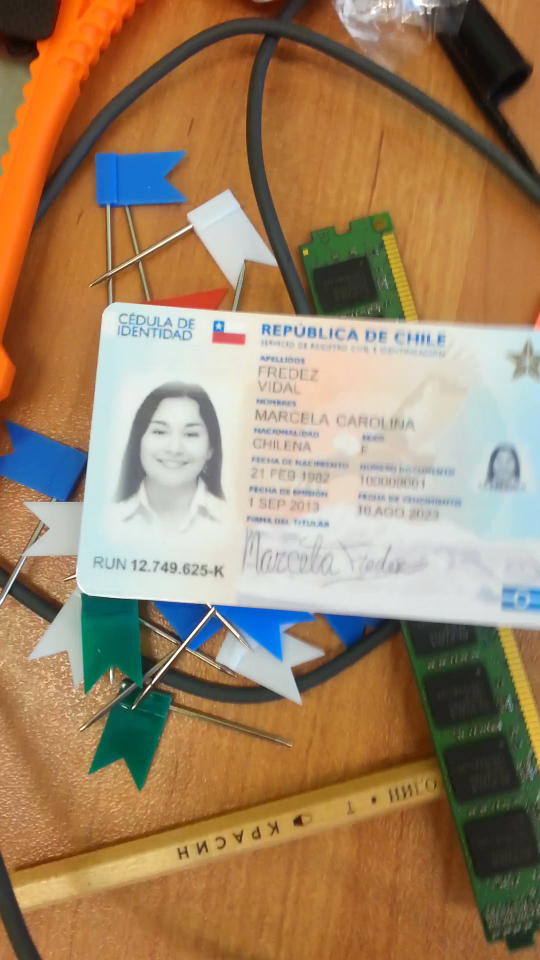 CÉDULA DE
IDENTIDAD
REPÚBLICA DE CHILE
SERVICIO DE REGISTRO CIVIL E IDENTIFICACIÓN
APELLIDOS
FREDEZ
VIDAL
NOMBRES
MARCELA CAROLINA
NACIONALIDAD SEXO
CHILENA F
FECHA DE NACIMIENTO NÚMERO DOCUMENTO
21 FEB 1982 100000001
FECHA DE EMISIÓN FECHA DE VENCIMIENTO
1 SEP 2013 16 AGO 2023
FIRMA DEL TITULAR
Marcela Fredez
RUN 12.749.625-K
КРАСИН • Т